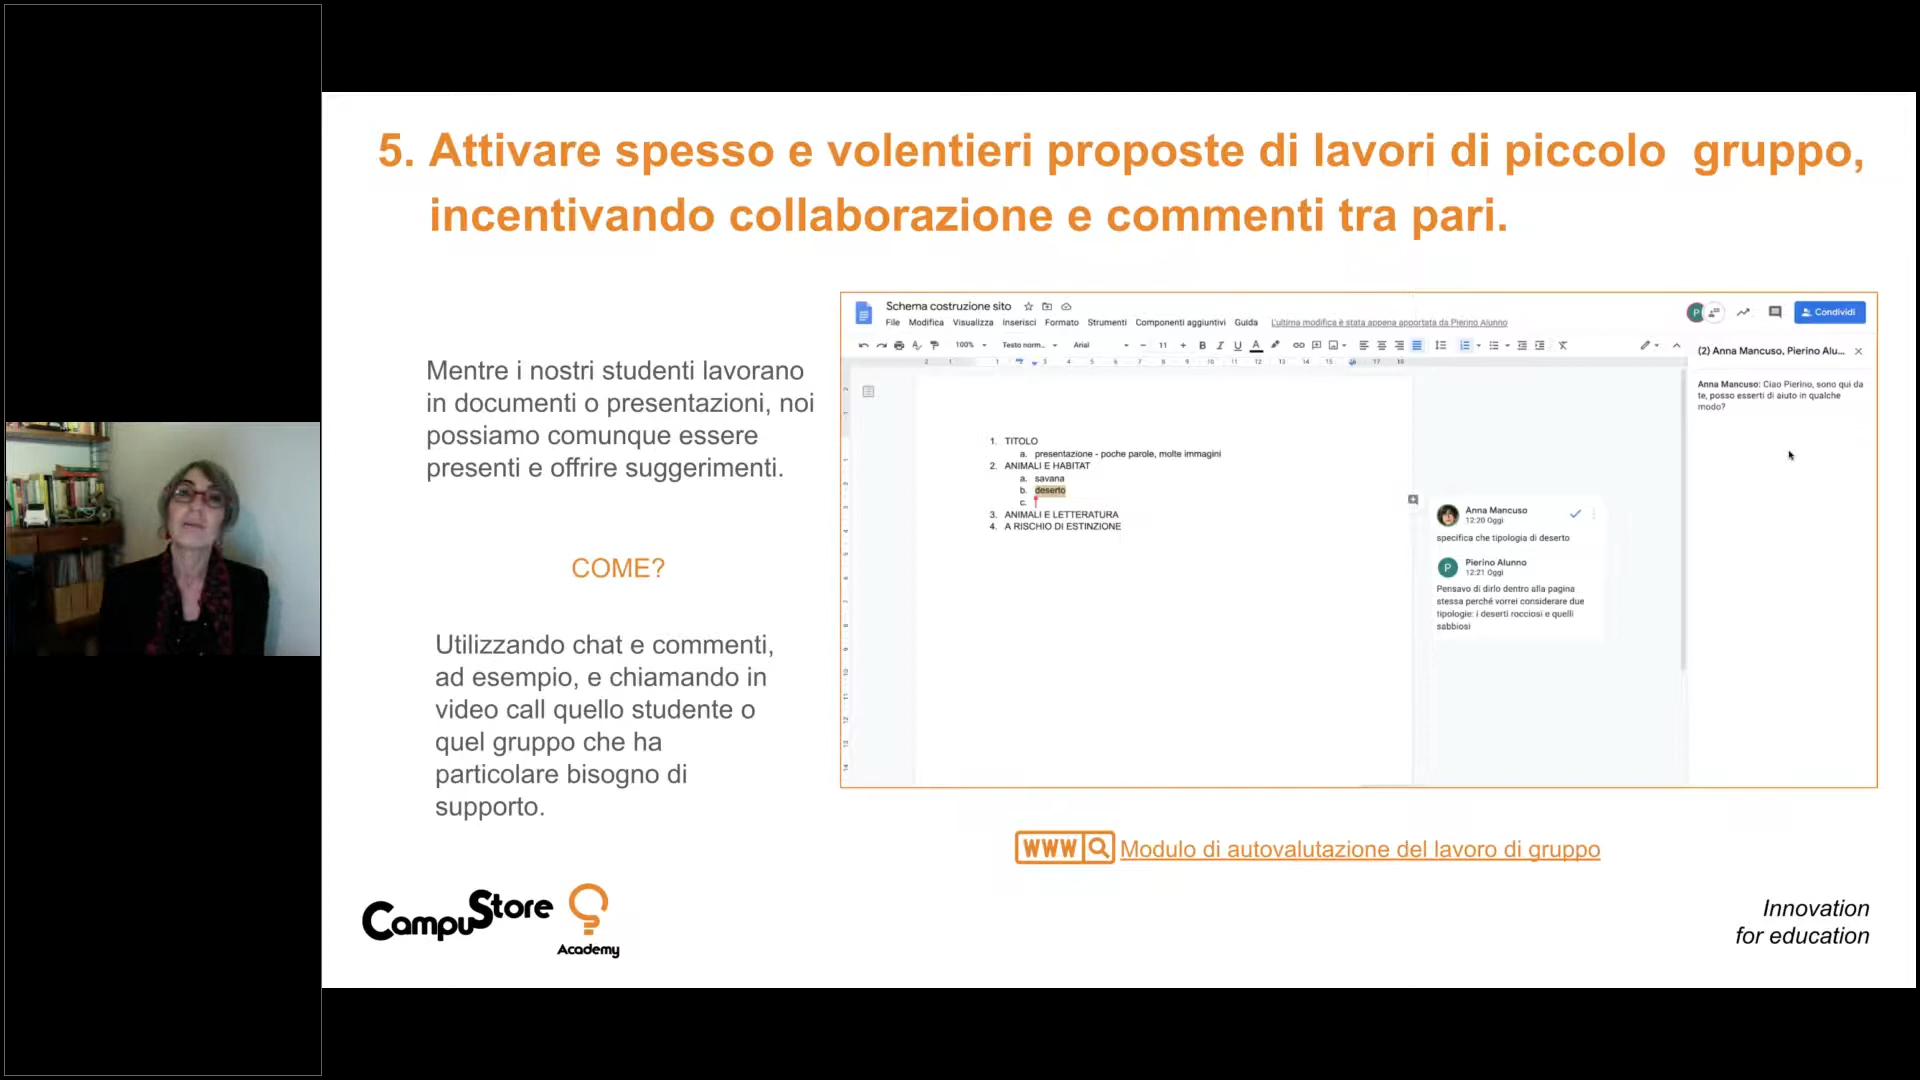 5. Attivare spesso e volentieri proposte di lavori di piccolo gruppo,
incentivando collaborazione e commenti tra pari.
Mentre i nostri studenti lavorano
in documenti o presentazioni, noi
possiamo comunque essere
presenti e offrire suggerimenti.
COME?
Utilizzando chat e commenti,
ad esempio, e chiamando in
video call quello studente o
quel gruppo che ha
particolare bisogno di
supporto.
Schema costruzione sito
File Modifica Visualizza Inserisci Formato Strumenti Componenti aggiuntivi Guida L'ultima modifica è stata appena apportata da Pierino Alunno
P
Condividi
100% Testo norm... Arial 11 B I U A
1. TITOLO
a. presentazione - poche parole, molte immagini
2. ANIMALI E HABITAT
a. savana
b. deserto
c.
3. ANIMALI E LETTERATURA
4. A RISCHIO DI ESTINZIONE
Anna Mancuso
12:20 Oggi
specifica che tipologia di deserto
P
Pierino Alunno
12:21 Oggi
Pensavo di dirlo dentro alla pagina
stessa perché vorrei considerare due
tipologie: i deserti rocciosi e quelli
sabbiosi
(2) Anna Mancuso, Pierino Alu...
Anna Mancuso: Ciao Pierino, sono qui da
te, posso esserti di aiuto in qualche
modo?
WWW Modulo di autovalutazione del lavoro di gruppo
CampuStore
Academy
Innovation
for education